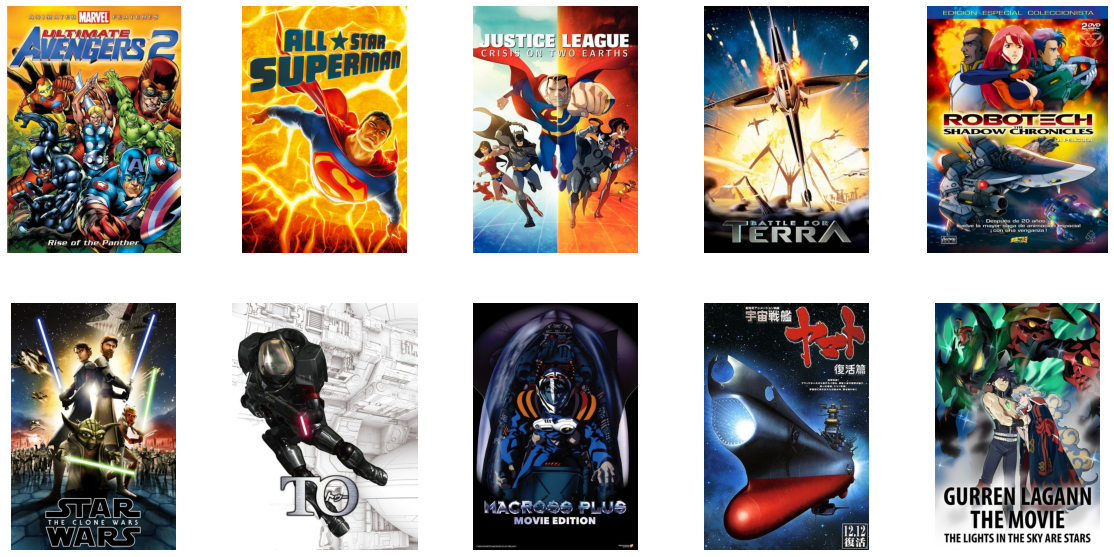 ANIMATED MARVEL FEATURES
ULTIMATE
AVENGERS 2
Rise of the Panther
ALL★STAR
SUPERMAN
JUSTICE LEAGUE
CRISIS ON TWO EARTHS
BATTLE FOR
TERRA
EDICIÓN ESPECIAL COLECCIONISTA
2 DVD
ROBOTECH
SHADOW CHRONICLES
Después de 20 años
vuelve la mayor saga de animación espacial
¡con una venganza!
STAR
THE CLONE WARS
WARS
TO
MACROSS PLUS
MOVIE EDITION
宇宙戦艦
ヤマト
復活篇
12.12
復活
GURREN LAGANN
THE MOVIE
THE LIGHTS IN THE SKY ARE STARS